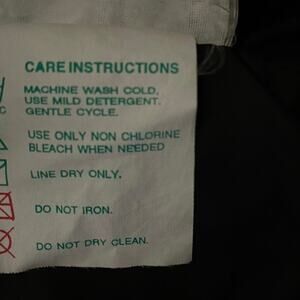 CARE INSTRUCTIONS
MACHINE WASH COLD.
USE MILD DETERGENT.
GENTLE CYCLE.
USE ONLY NON CHLORINE
BLEACH WHEN NEEDED
LINE DRY ONLY.
DO NOT IRON.
DO NOT DRY CLEAN.